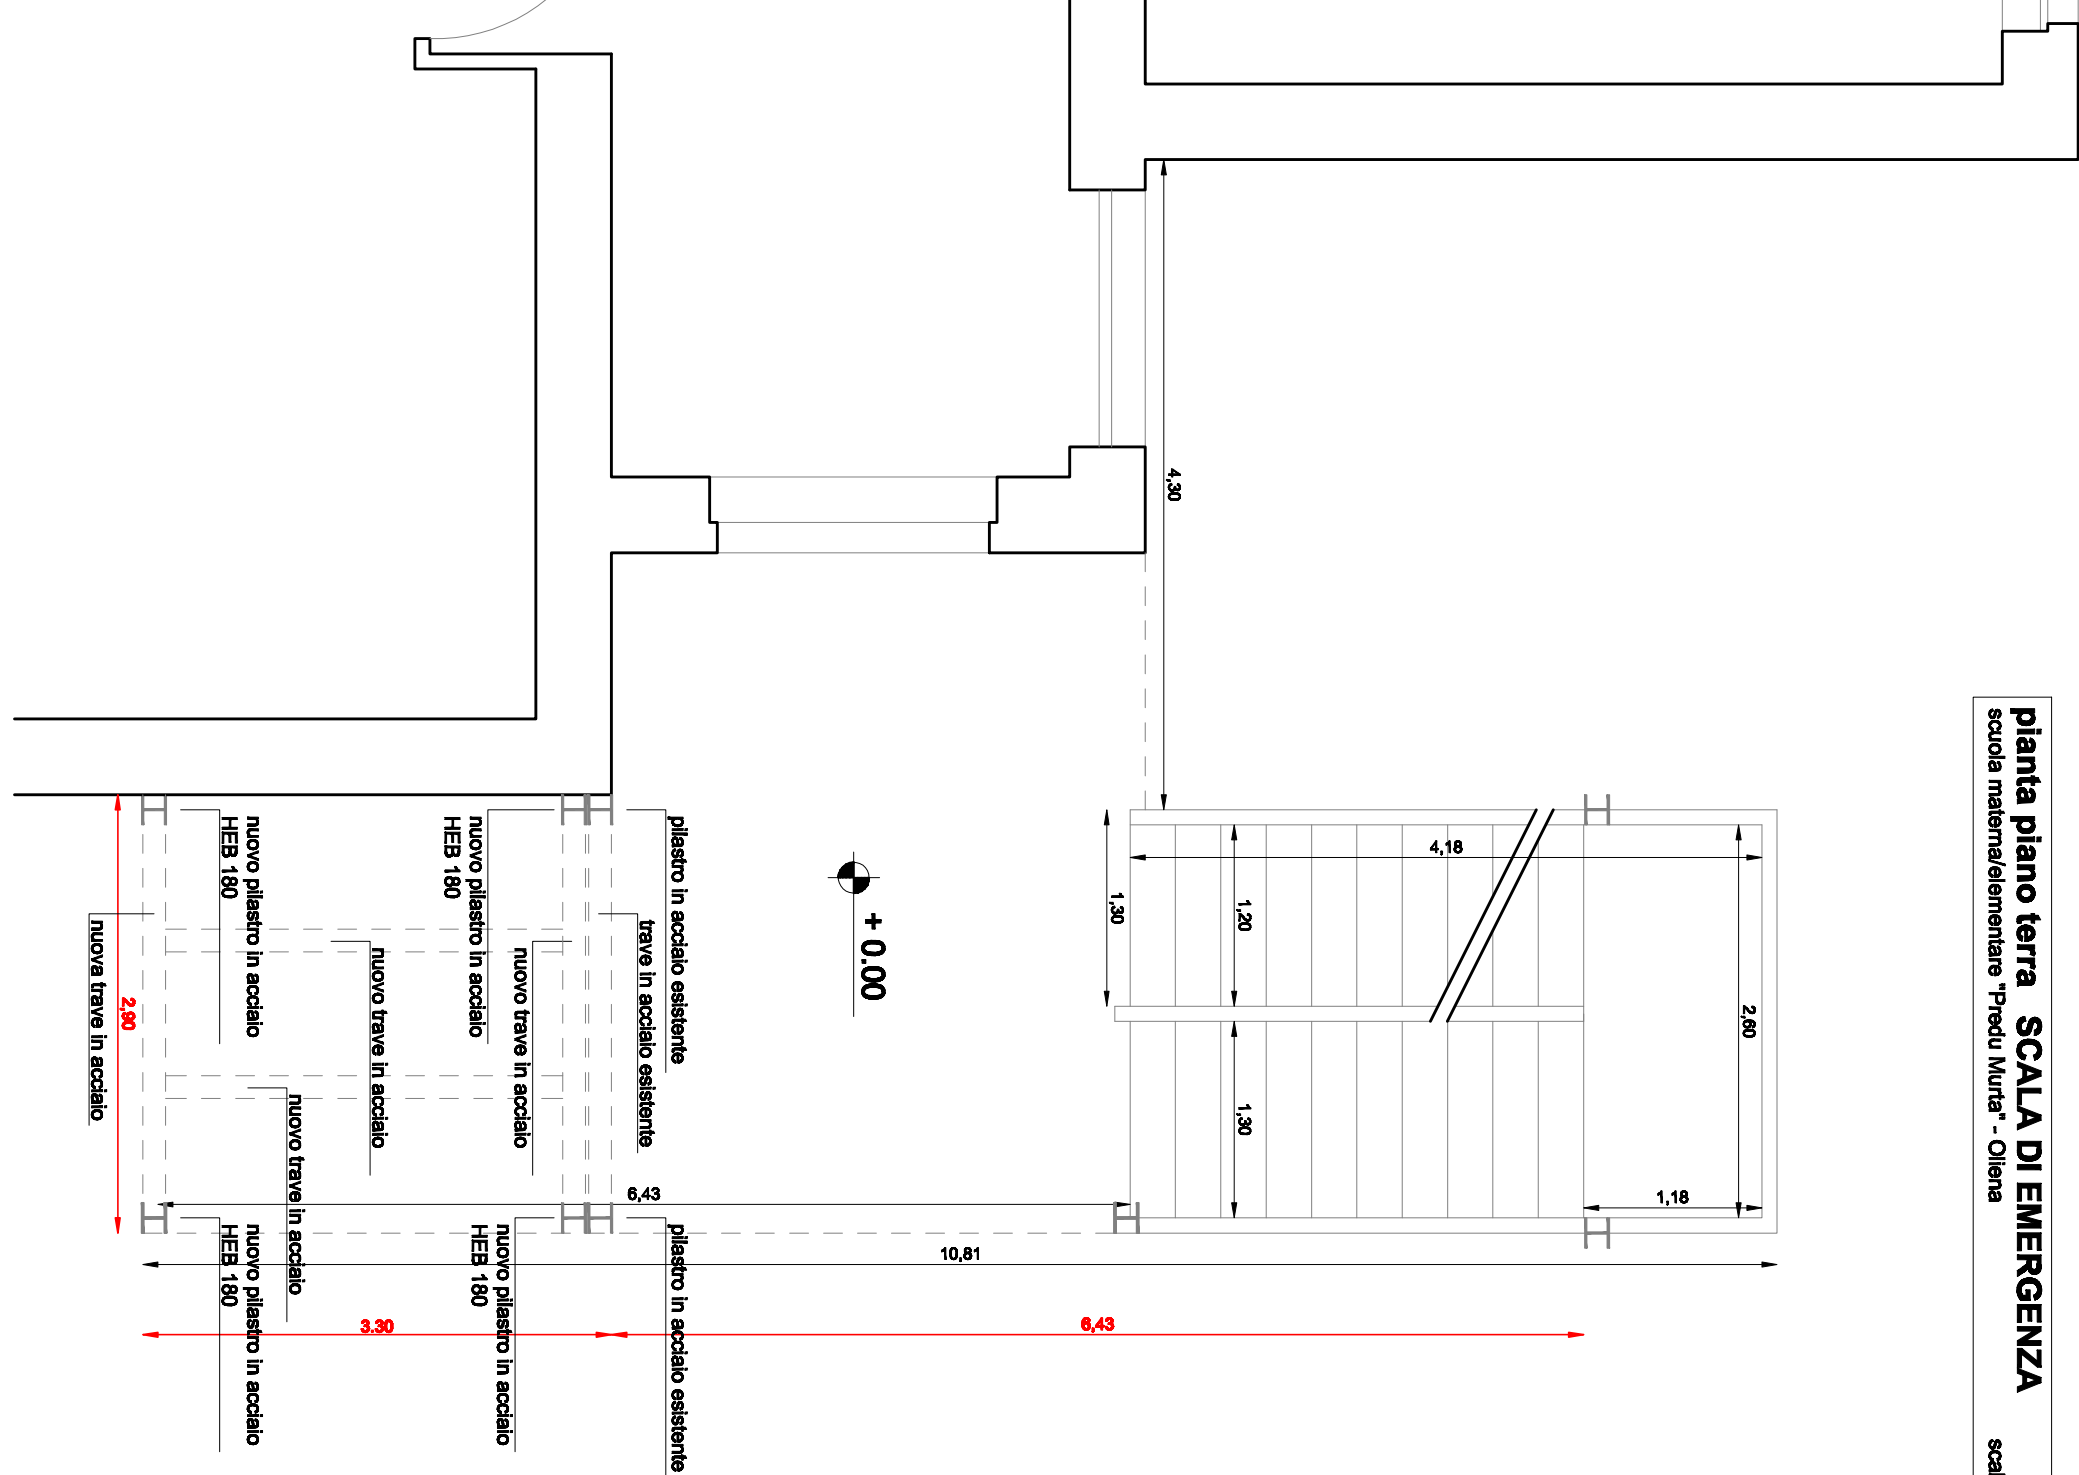 pianta piano terra   SCALA DI EMERGENZA
scuola materna/elementare "Predu Murta" - Oliena
4,30
4,18
1,30
1,20
2,60
1,30
1,18
+ 0.00
pilastro in acciaio esistente
trave in acciaio esistente
nuovo pilastro in acciaio
HEB 180
nuovo trave in acciaio
nuovo trave in acciaio
nuovo pilastro in acciaio
HEB 180
nuovo trave in acciaio
nuova trave in acciaio
2,90
6,43
pilastro in acciaio esistente
nuovo pilastro in acciaio
HEB 180
nuovo pilastro in acciaio
HEB 180
10,81
3.30
6,43